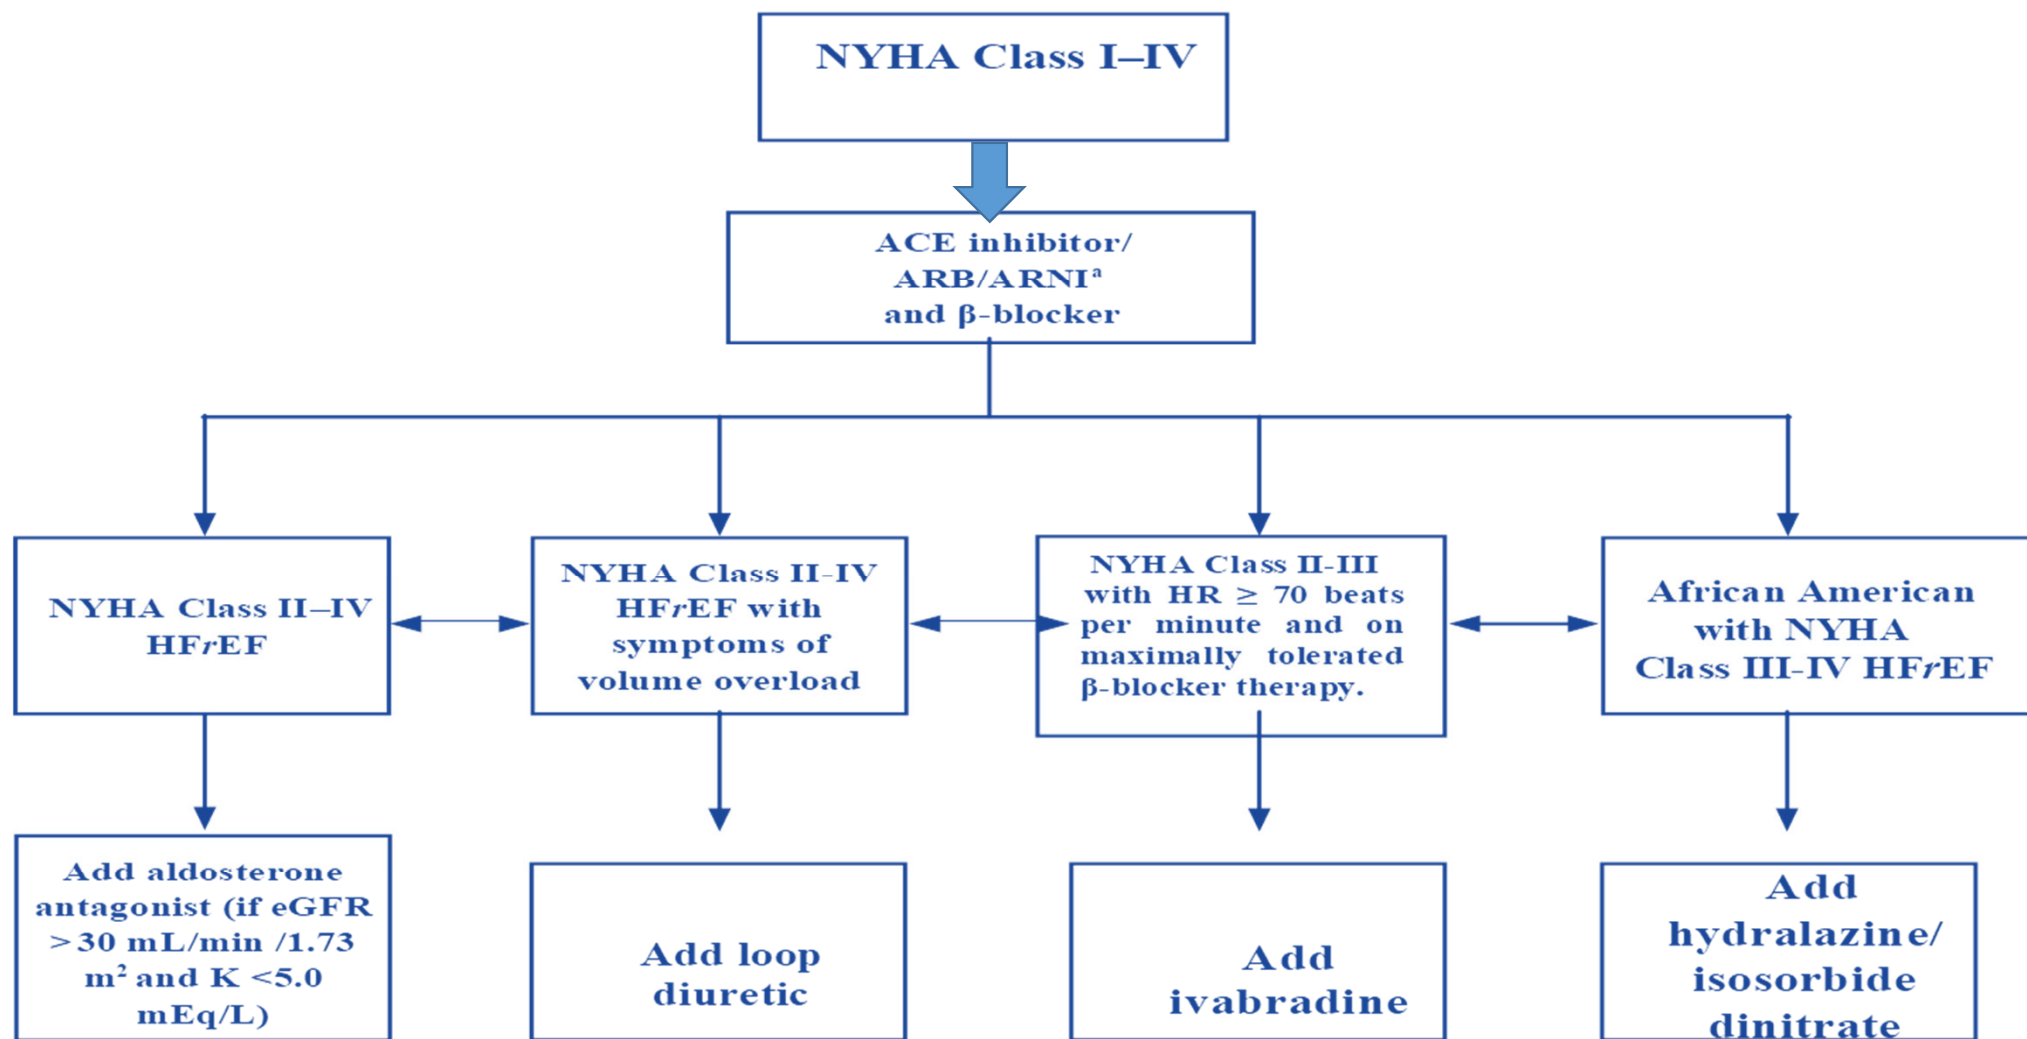 NYHA Class I–IV
ACE inhibitor/
ARB/ARNIª
and β-blocker
NYHA Class II–IV
HFrEF
NYHA Class II-IV
HFrEF with
symptoms of
volume overload
NYHA Class II-III
with HR ≥ 70 beats
per minute and on
maximally tolerated
β-blocker therapy.
African American
with NYHA
Class III-IV HFrEF
Add aldosterone
antagonist (if eGFR
>30 mL/min /1.73
m² and K <5.0
mEq/L)
Add loop
diuretic
Add
ivabradine
Add
hydralazine/
isosorbide
dinitrate